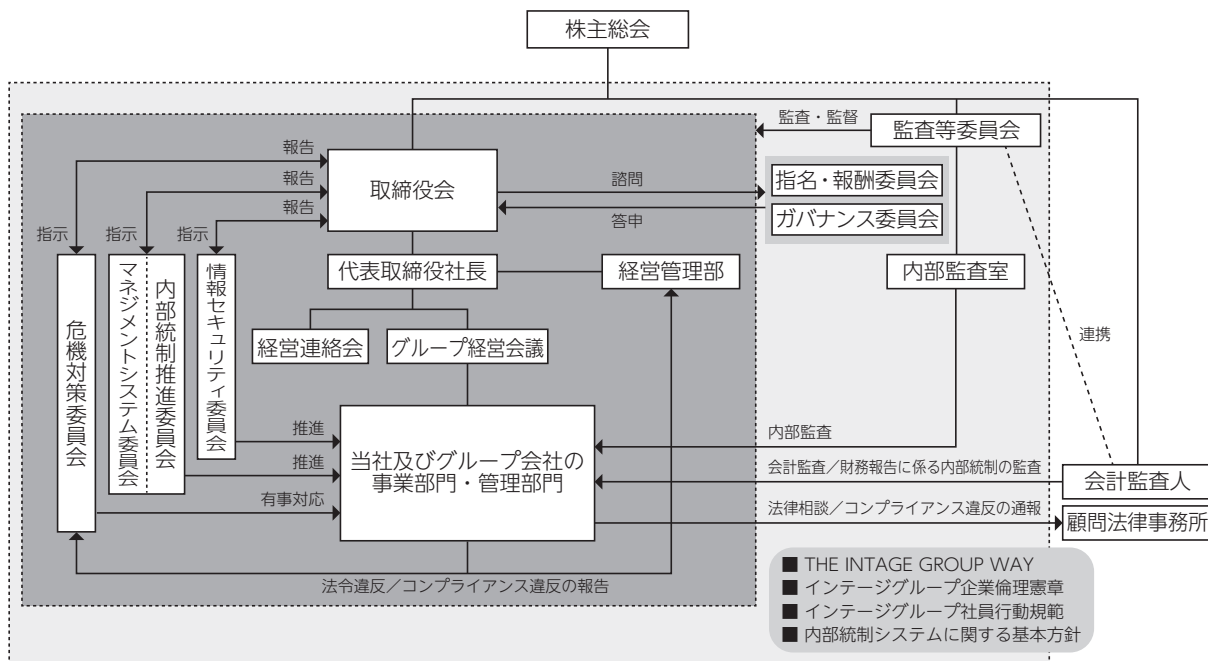 株主総会
監査・監督
監査等委員会
報告
報告
報告
取締役会
諮問
答申
指名・報酬委員会
ガバナンス委員会
指示
指示
指示
代表取締役社長
経営管理部
内部監査室
危機対策委員会
マネジメントシステム委員会
内部統制推進委員会
情報セキュリティ委員会
経営連絡会
グループ経営会議
連携
推進
推進
有事対応
当社及びグループ会社の
事業部門・管理部門
内部監査
会計監査/財務報告に係る内部統制の監査
会計監査人
法律相談/コンプライアンス違反の通報
顧問法律事務所
法令違反/コンプライアンス違反の報告
■ THE INTAGE GROUP WAY
■ インテージグループ企業倫理憲章
■ インテージグループ社員行動規範
■ 内部統制システムに関する基本方針